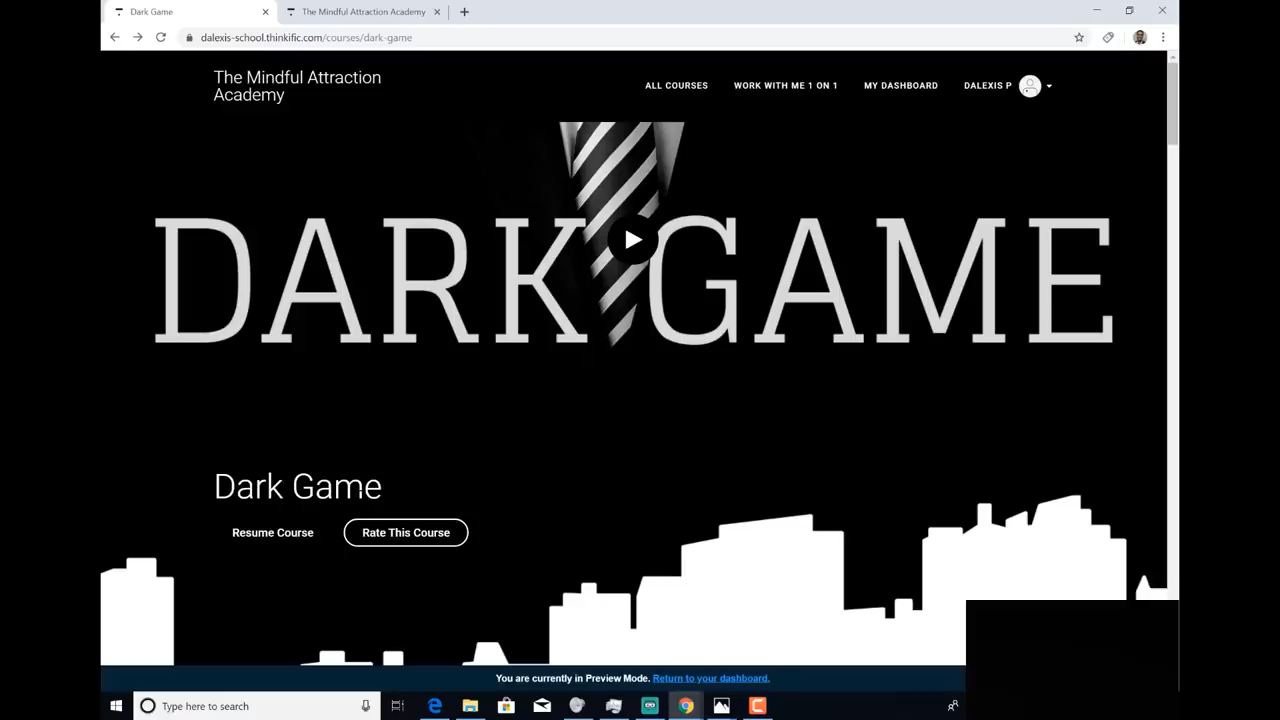 Dark Game
The Mindful Attraction Academy
dalexis-school.thinkific.com/courses/dark-game
The Mindful Attraction
Academy
ALL COURSES
WORK WITH ME 1 ON 1
MY DASHBOARD
DALEXIS P
DARK GAME
Dark Game
Resume Course
Rate This Course
You are currently in Preview Mode. Return to your dashboard.
Type here to search